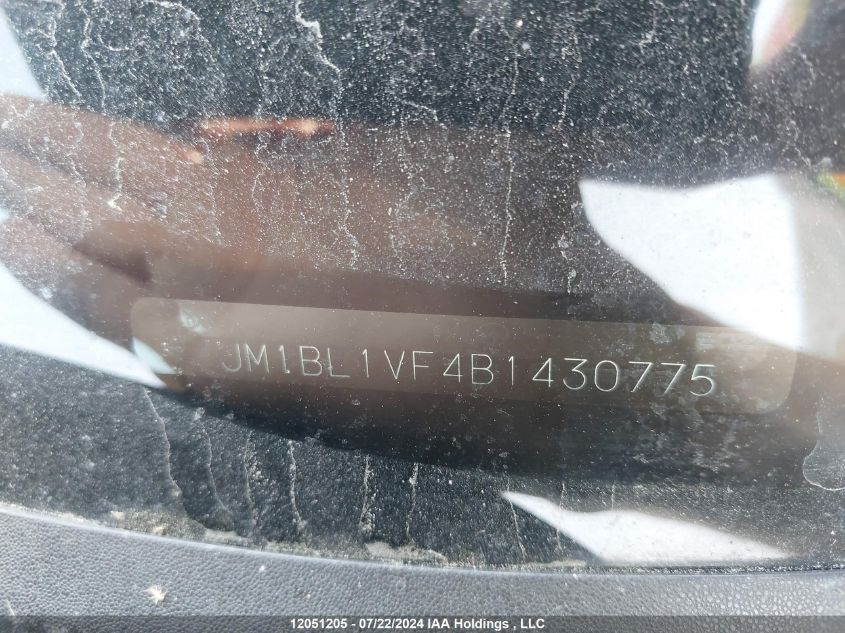 JM1BL1VF4B1430775
12051205 - 07/22/2024 IAA Holdings , LLC